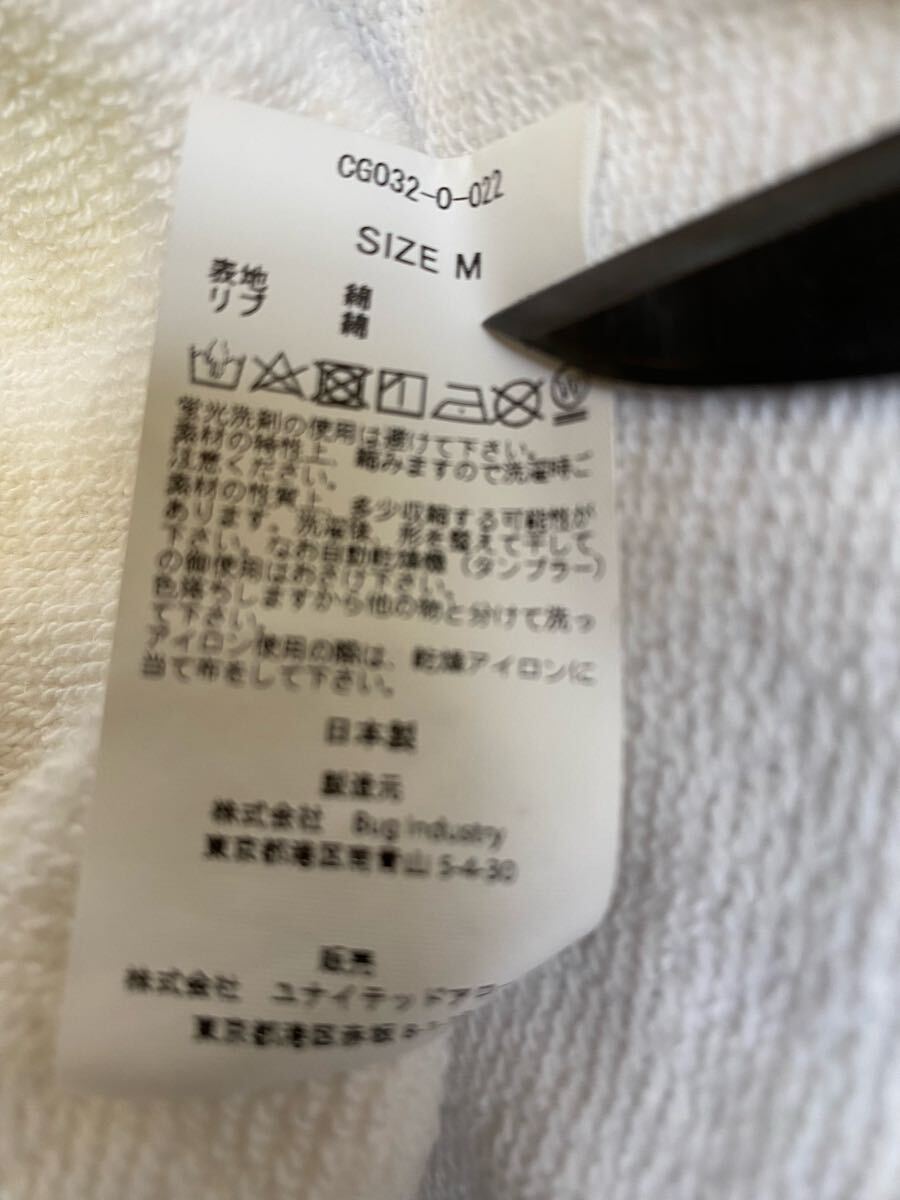 CG032-0-022
SIZE M
表地 綿
リブ 綿
蛍光洗剤の使用は避けて下さい。
素材の特性上、縮みますので洗濯時ご
注意ください。
素材の性質上、多少収縮する可能性が
あります。洗濯後、形を整えて干して
下さい。なお自動乾燥機(タンブラー)
の御使用はおさけ下さい。
色落ちしますから他の物と分けて洗っ
て下さい。
アイロン使用の際は、乾燥アイロンに
当て布をして下さい。
日本製
製造元
株式会社 Bug industry
東京都港区南青山 5-4-30
販売
株式会社 ユナイテッドアロー
東京都港区赤坂 8-